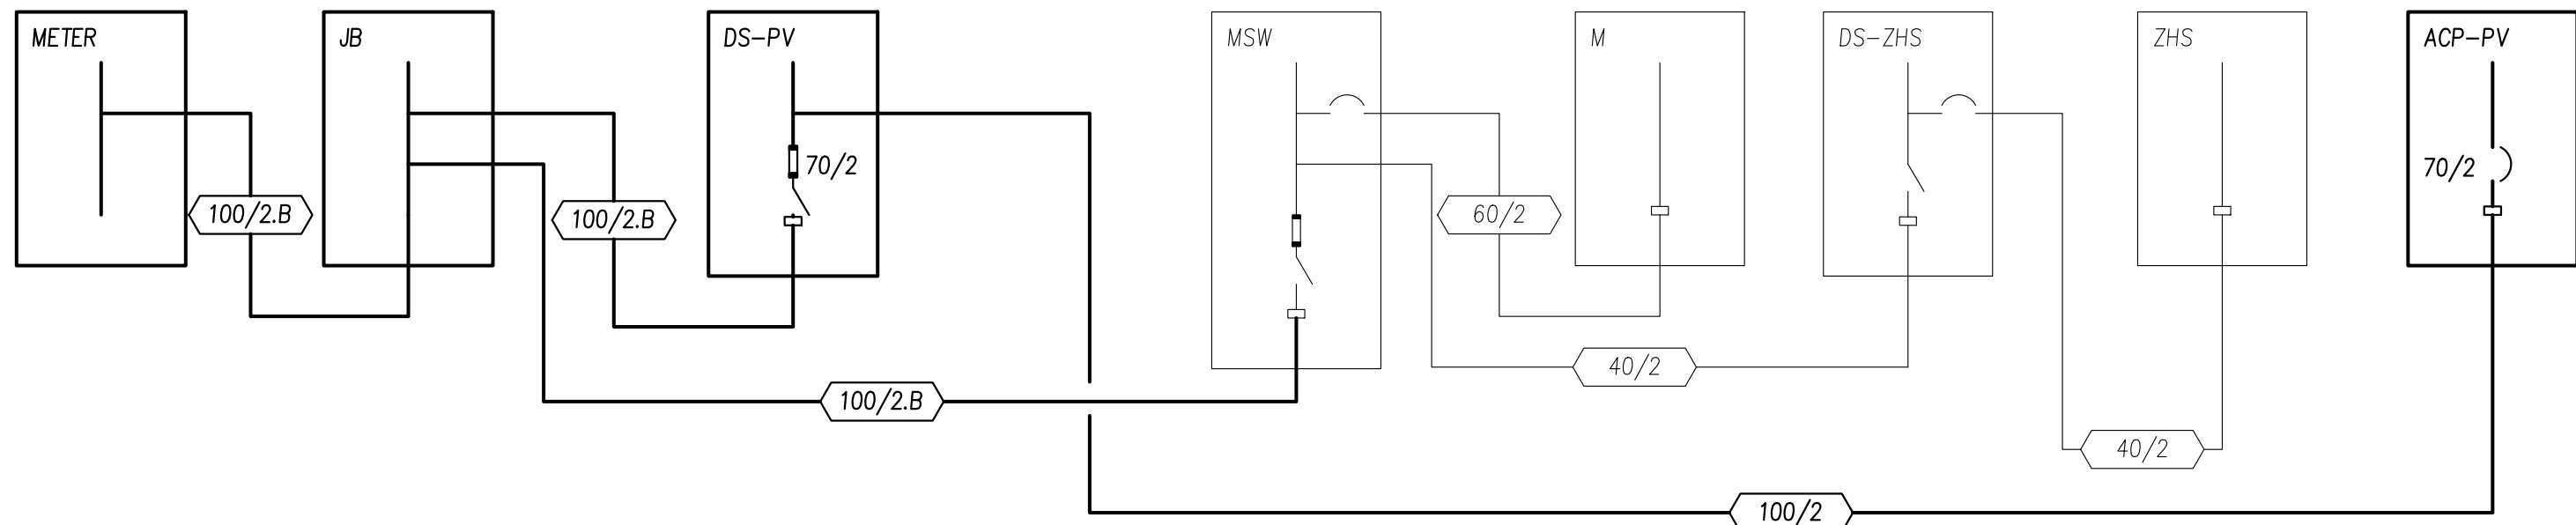 METER
JB
DS-PV
MSW
M
DS-ZHS
ZHS
ACP-PV
70/2
70/2
100/2.B
100/2.B
60/2
40/2
100/2.B
40/2
100/2